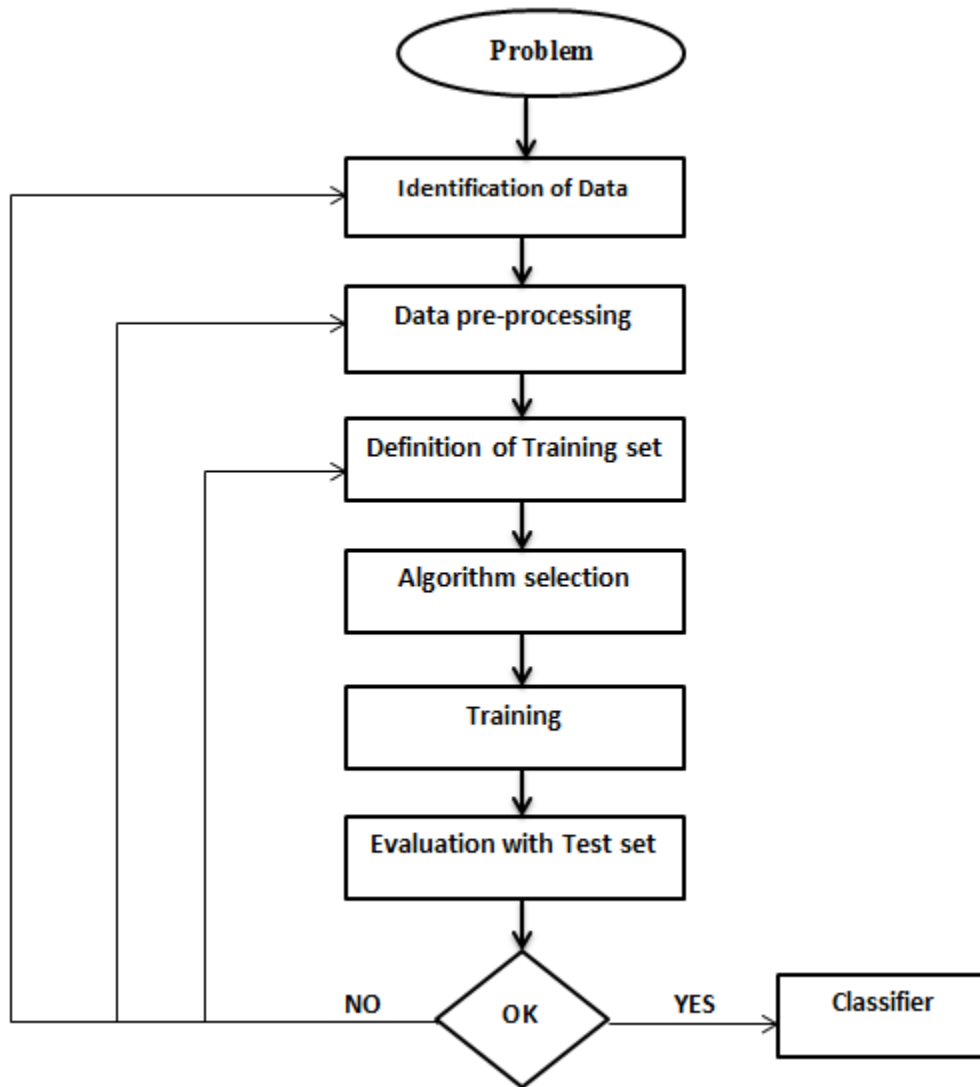 Problem
Identification of Data
Data pre-processing
Definition of Training set
Algorithm selection
Training
Evaluation with Test set
NO
OK
YES
Classifier